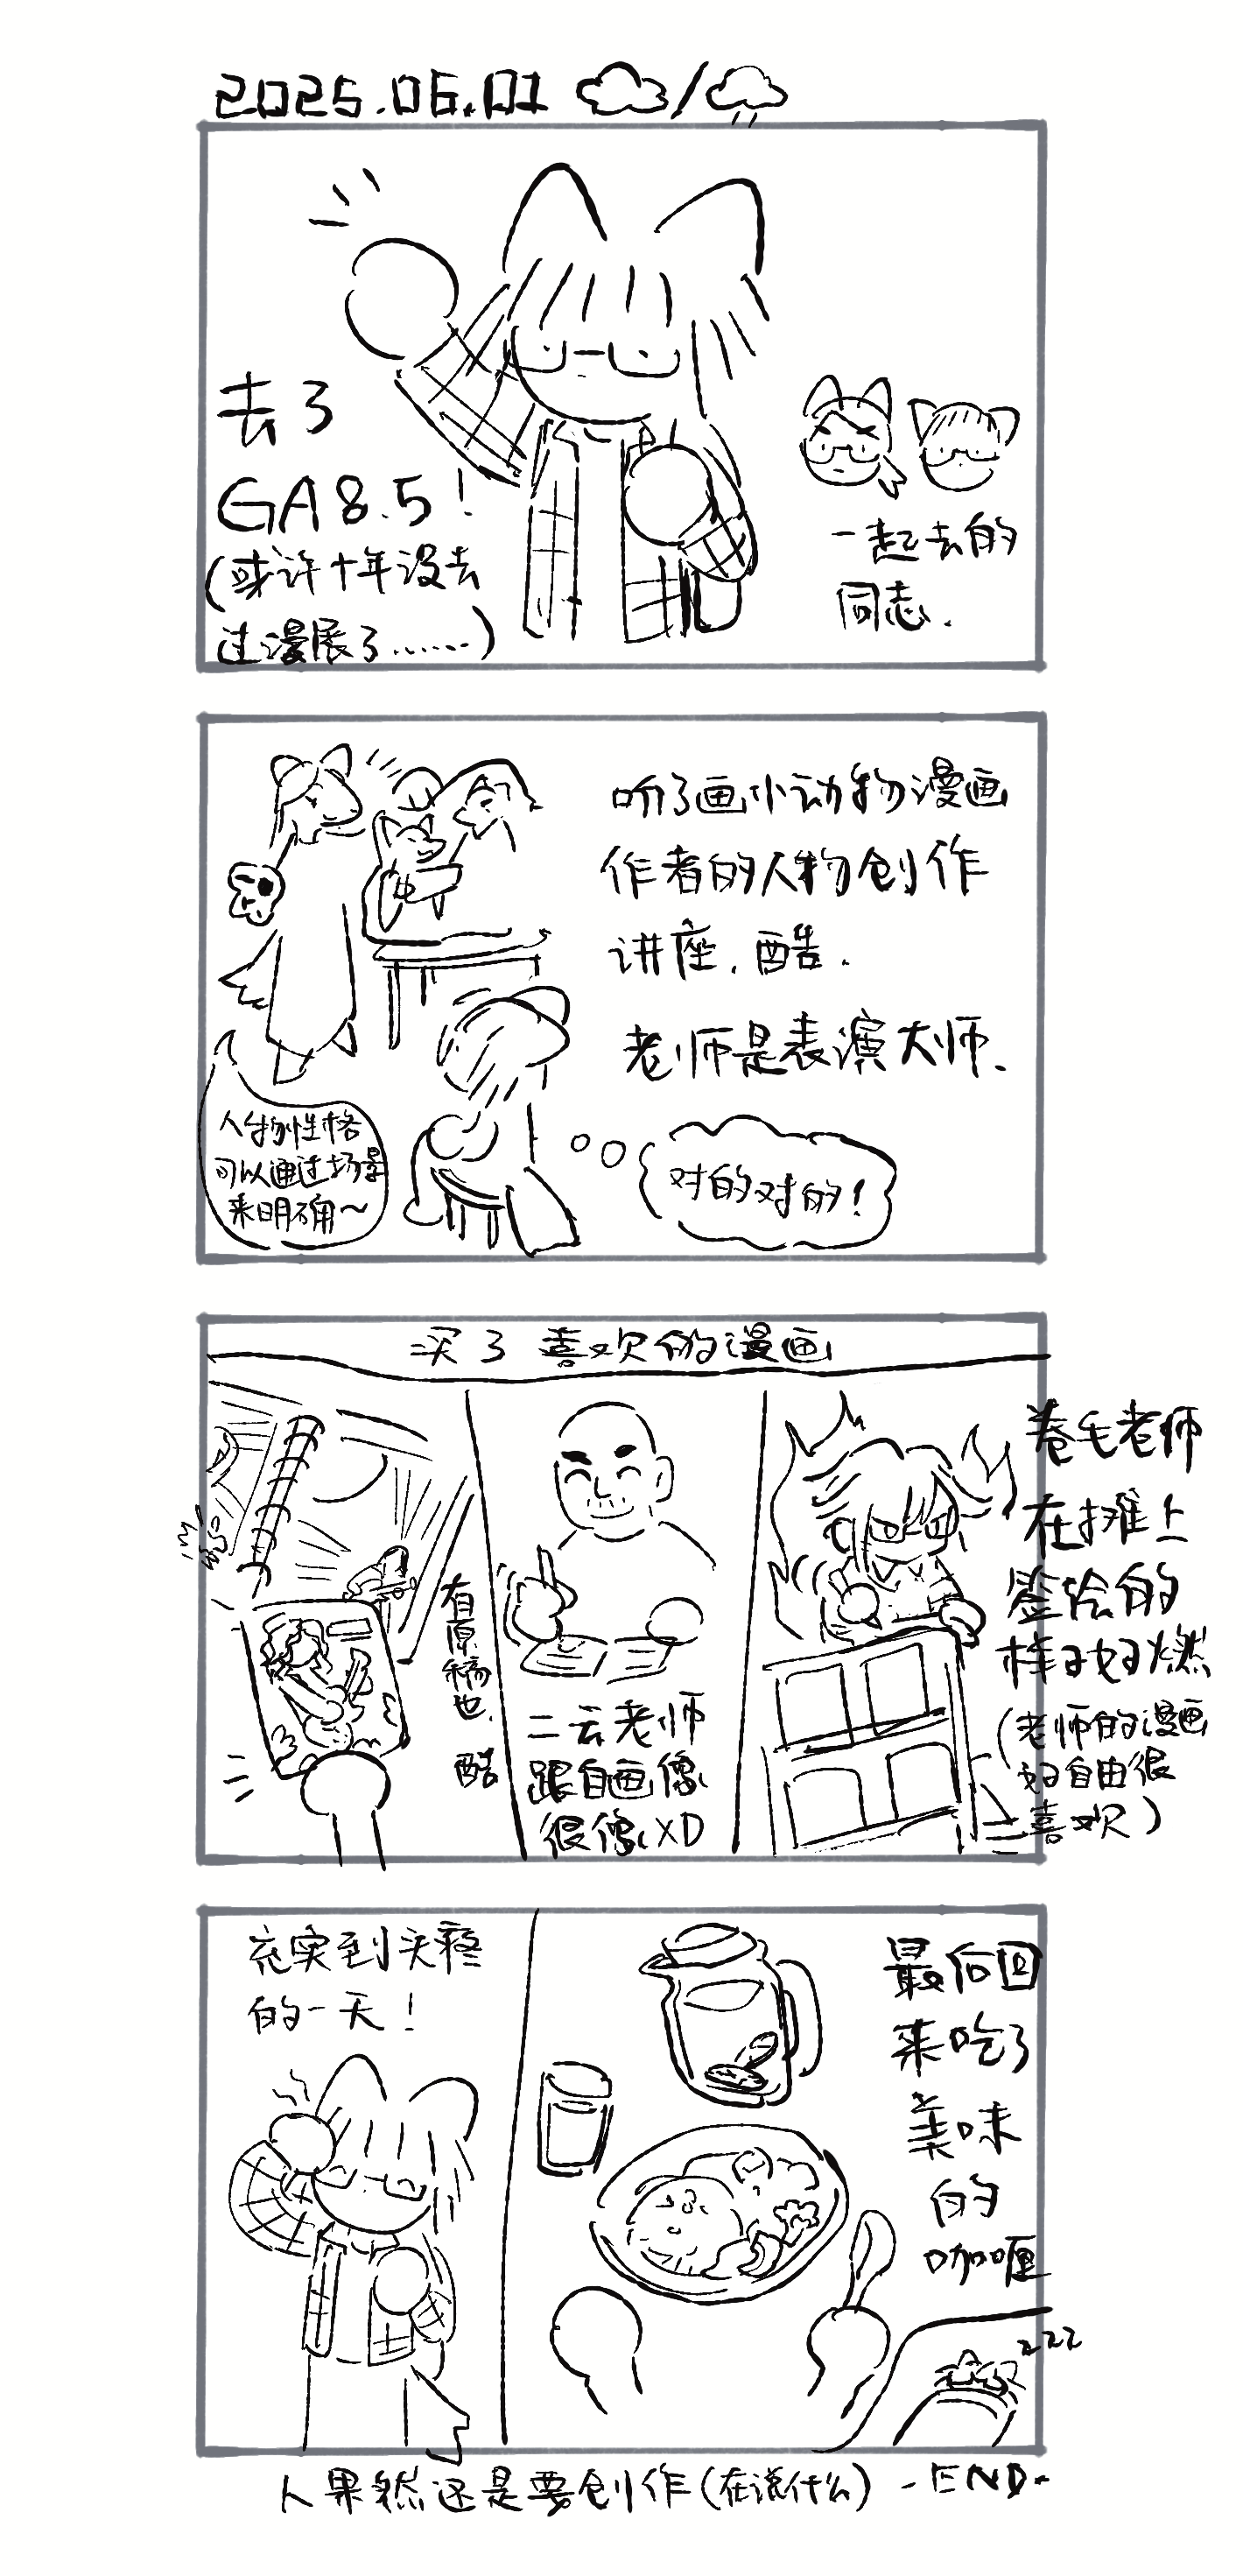 2025.06.01
去了
GA8.5!
(或许十年没去
过漫展了……)
一起去的
同志.
听了画小动物漫画
作者的人物创作
讲座.酷.
老师是表演大师.
人物性格
可以通过场景
来明确~
对的对的!
买了喜欢的漫画
有原稿也.
酷
二云老师
跟自画像
很像XD
卷毛老师
在摊上
签绘的
样子好燃
(老师的漫画
好自由很
喜欢)
充实到头疼
的一天!
最后回
来吃了
美味
的
咖喱
zzz
人果然还是要创作(在说什么) -END-